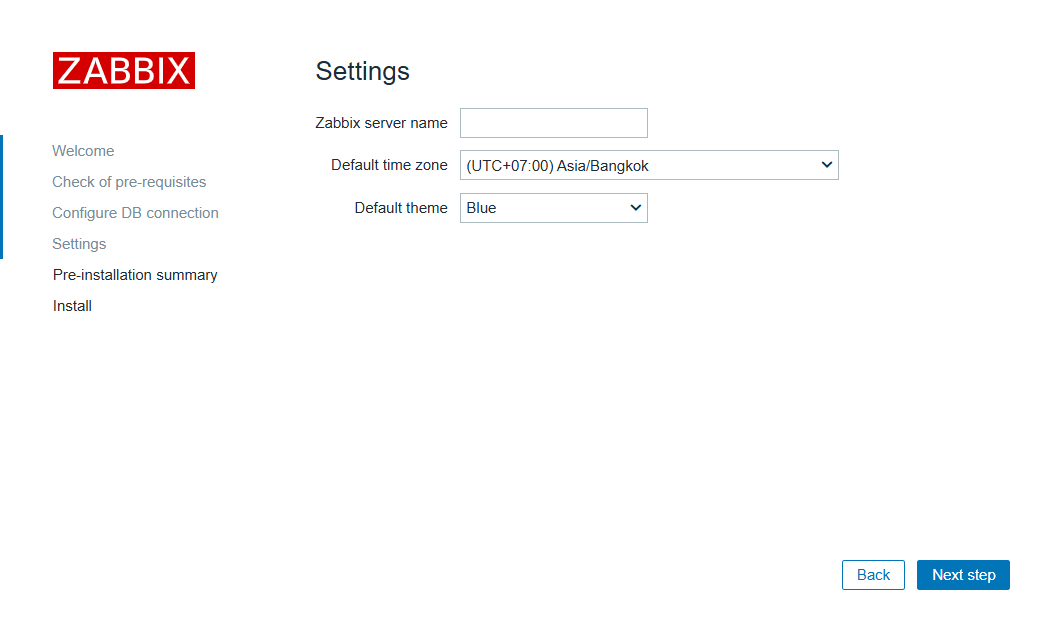 ZABBIX
Welcome
Check of pre-requisites
Configure DB connection
Settings
Pre-installation summary
Install
Settings
Zabbix server name
Default time zone (UTC+07:00) Asia/Bangkok
Default theme Blue
Back Next step